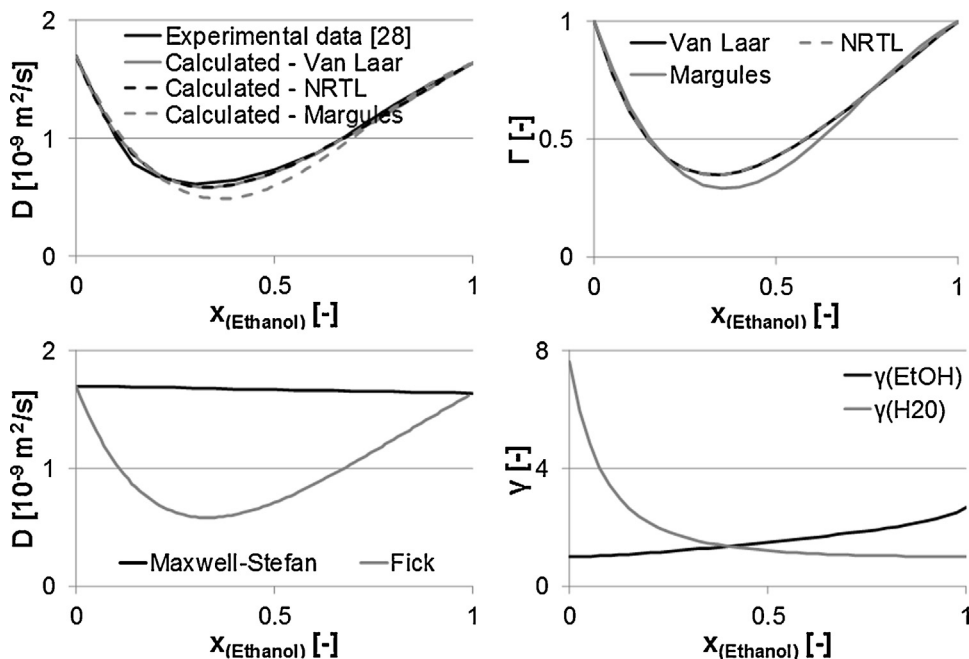 2
Experimental data [28]
Calculated - Van Laar
Calculated - NRTL
Calculated - Margules
1
0
D [10⁻⁹ m²/s]
0 0.5 1
X(Ethanol) [-]
1
Van Laar NRTL
Margules
0.5
0
Γ [-]
0 0.5 1
X(Ethanol) [-]
2
1
Maxwell-Stefan Fick
0
D [10⁻⁹ m²/s]
0 0.5 1
X(Ethanol) [-]
8
γ(EtOH)
γ(H20)
4
0
γ [-]
0 0.5 1
X(Ethanol) [-]